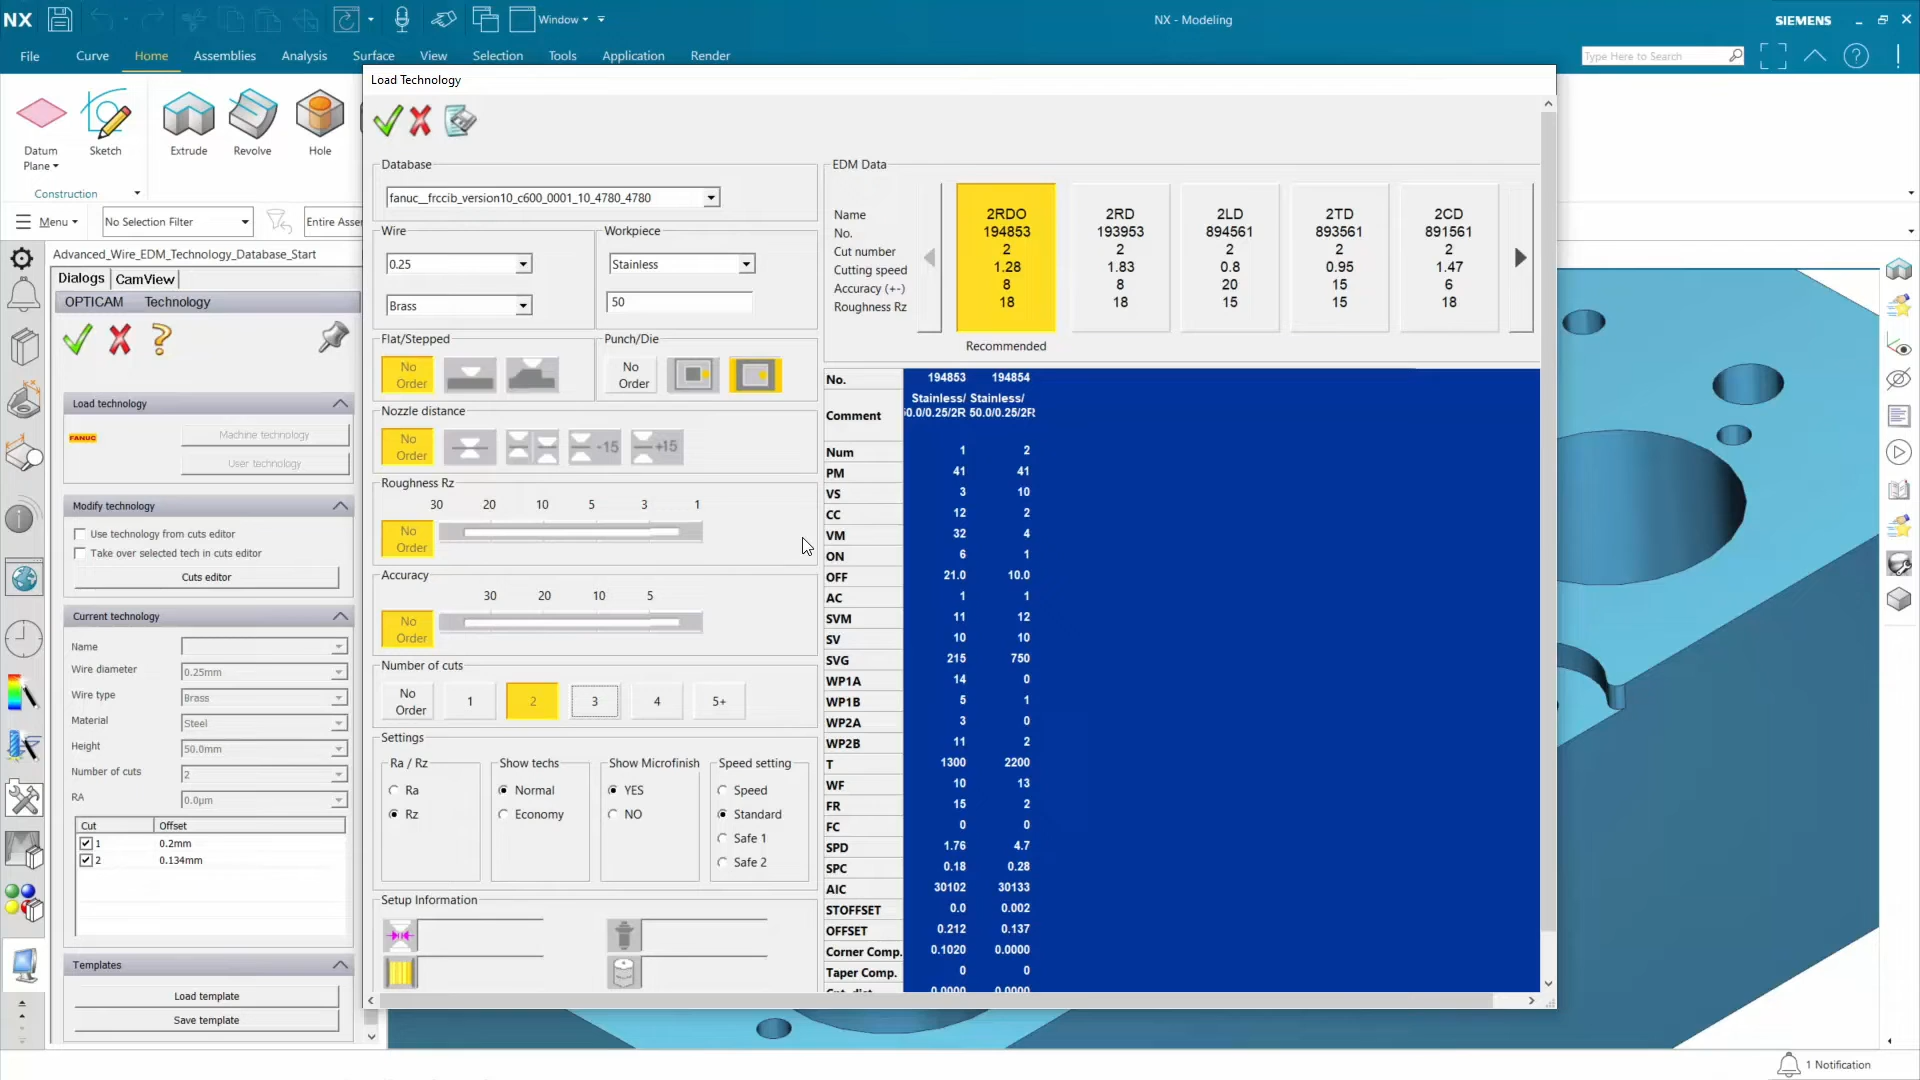 NX
Window
NX - Modeling
SIEMENS
File
Curve
Home
Assemblies
Analysis
Surface
View
Selection
Tools
Application
Render
Type Here to Search
Datum
Plane
Sketch
Extrude
Revolve
Hole
Construction
Menu
No Selection Filter
Entire Asse
Advanced_Wire_EDM_Technology_Database_Start
Dialogs
CamView
OPTICAM
Technology
Load technology
FANUC
Machine technology
User technology
Modify technology
Use technology from cuts editor
Take over selected tech in cuts editor
Cuts editor
Current technology
Name
Wire diameter
0.25mm
Wire type
Brass
Material
Steel
Height
50.0mm
Number of cuts
2
RA
0.0µm
Cut
Offset
1
0.2mm
2
0.134mm
Templates
Load template
Save template
Load Technology
Database
fanuc__frccib_version10_c600_0001_10_4780_4780
Wire
0.25
Brass
Workpiece
Stainless
50
Flat/Stepped
No
Order
Punch/Die
No
Order
Nozzle distance
No
Order
-15
+15
Roughness Rz
30 20 10 5 3 1
No
Order
Accuracy
30 20 10 5
No
Order
Number of cuts
No
Order
1
2
3
4
5+
Settings
Ra / Rz
Ra
Rz
Show techs
Normal
Economy
Show Microfinish
YES
NO
Speed setting
Speed
Standard
Safe 1
Safe 2
Setup Information
EDM Data
Name 2RDO 2RD 2LD 2TD 2CD
No. 194853 193953 894561 893561 891561
Cut number 2 2 2 2 2
Cutting speed 1.28 1.83 0.8 0.95 1.47
Accuracy (+-) 8 8 20 15 6
Roughness Rz 18 18 15 15 18
Recommended
No. 194853 194854
Comment Stainless/ Stainless/
50.0/0.25/2R 50.0/0.25/2R
Num 1 2
PM 41 41
VS 3 10
CC 12 2
VM 32 4
ON 6 1
OFF 21.0 10.0
AC 1 1
SVM 11 12
SV 10 10
SVG 215 750
WP1A 14 0
WP1B 5 1
WP2A 3 0
WP2B 11 2
T 1300 2200
WF 10 13
FR 15 2
FC 0 0
SPD 1.76 4.7
SPC 0.18 0.28
AIC 30102 30133
STOFFSET 0.0 0.002
OFFSET 0.212 0.137
Corner Comp. 0.1020 0.0000
Taper Comp. 0 0
0.0000 0.0000
1 Notification